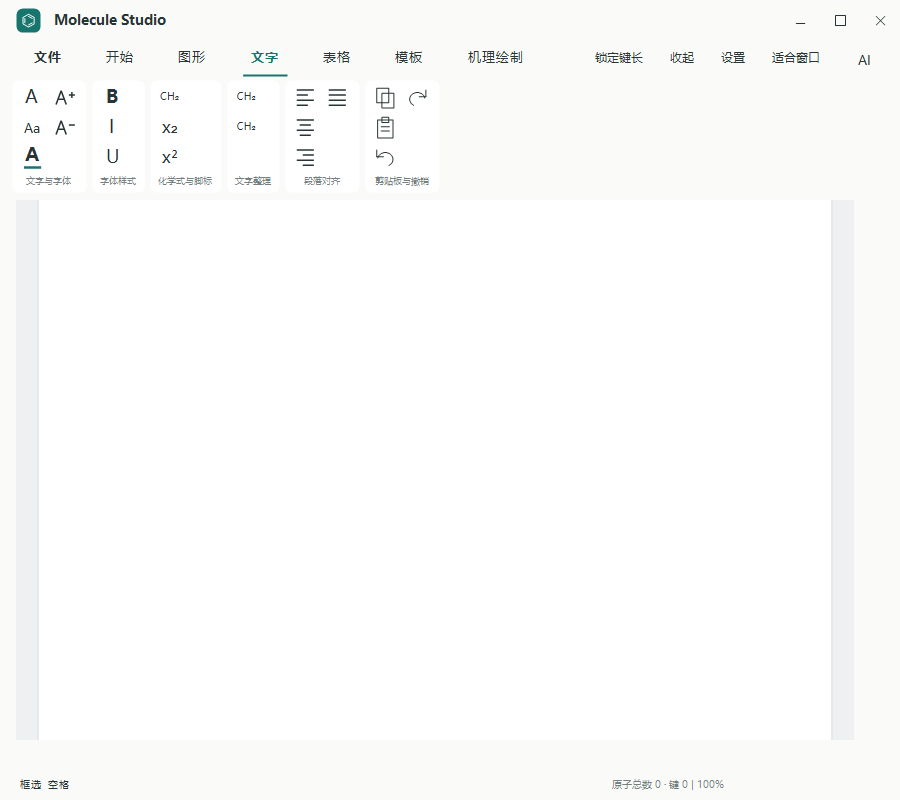 Molecule Studio
文件 开始 图形 文字 表格 模板 机理绘制 锁定键长 收起 设置 适合窗口 AI
A A⁺ B CH₂ CH₂
Aa A⁻ I X₂ CH₂
A U X²
文字与字体 字体样式 化学式与脚标 文字整理 段落对齐 剪贴板与撤销
框选 空格 原子总数 0 · 键 0 | 100%